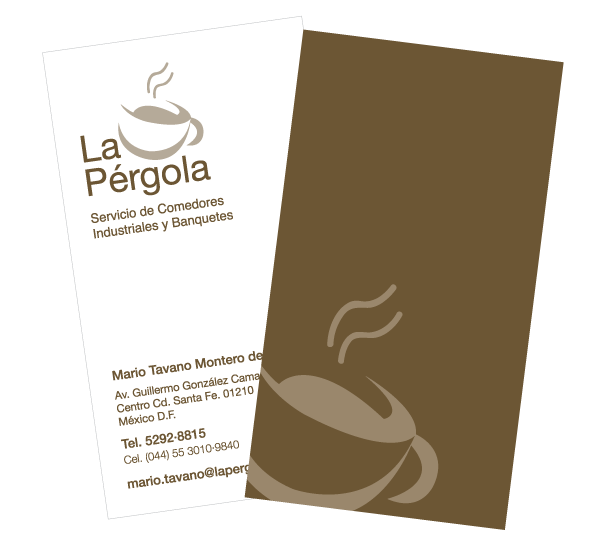 La
Pérgola
Servicio de Comedores
Industriales y Banquetes
Mario Tavano Montero de
Av. Guillermo González Cama
Centro Cd. Santa Fe. 01210
México D.F.
Tel. 5292-8815
Cel. (044) 55 3010-9840
mario.tavano@laperg